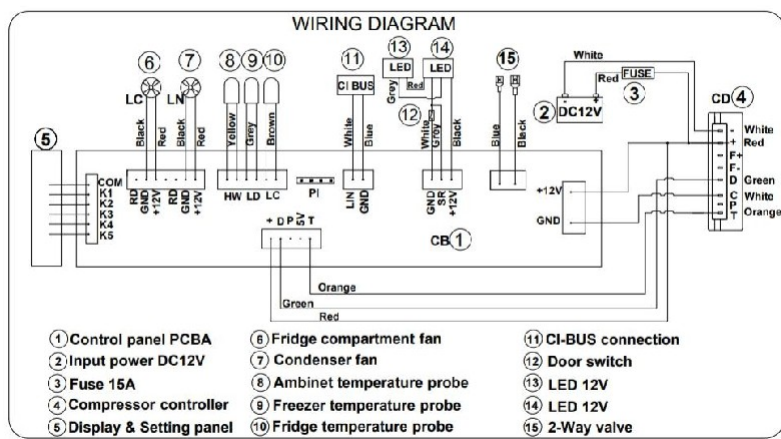 WIRING DIAGRAM
⑥ ⑦ ⑧ ⑨ ⑩ ⑪ ⑬ ⑭ ⑮
LC LN CI BUS LED LED
Grey Red
White
Red FUSE
③
② DC12V
- +
CD ④
Black Red Black Red Yellow Grey Brown White Blue ⑫ White Grey Black Blue Black
⑤
COM
K1
K2
K3
K4
K5
RD GND +12V RD GND +12V
HW LD LC
PI
LIN GND
GND SR +12V
+12V
GND
- White
+ Red
F+
F-
D Green
C White
P
T Orange
+ D P 5V T
CB ①
Orange
Green
Red
① Control panel PCBA
② Input power DC12V
③ Fuse 15A
④ Compressor controller
⑤ Display & Setting panel
⑥ Fridge compartment fan
⑦ Condenser fan
⑧ Ambinet temperature probe
⑨ Freezer temperature probe
⑩ Fridge temperature probe
⑪ CI-BUS connection
⑫ Door switch
⑬ LED 12V
⑭ LED 12V
⑮ 2-Way valve